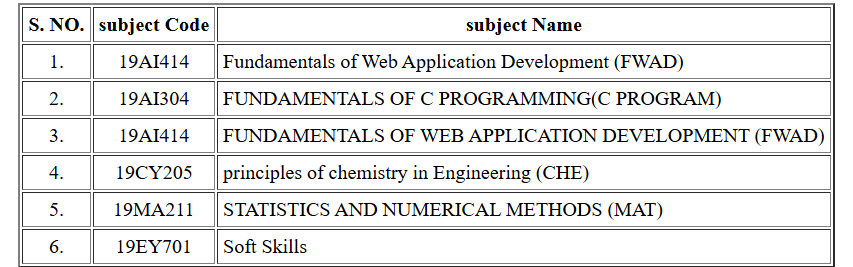 S. NO. subject Code subject Name
1. 19AI414 Fundamentals of Web Application Development (FWAD)
2. 19AI304 FUNDAMENTALS OF C PROGRAMMING(C PROGRAM)
3. 19AI414 FUNDAMENTALS OF WEB APPLICATION DEVELOPMENT (FWAD)
4. 19CY205 principles of chemistry in Engineering (CHE)
5. 19MA211 STATISTICS AND NUMERICAL METHODS (MAT)
6. 19EY701 Soft Skills